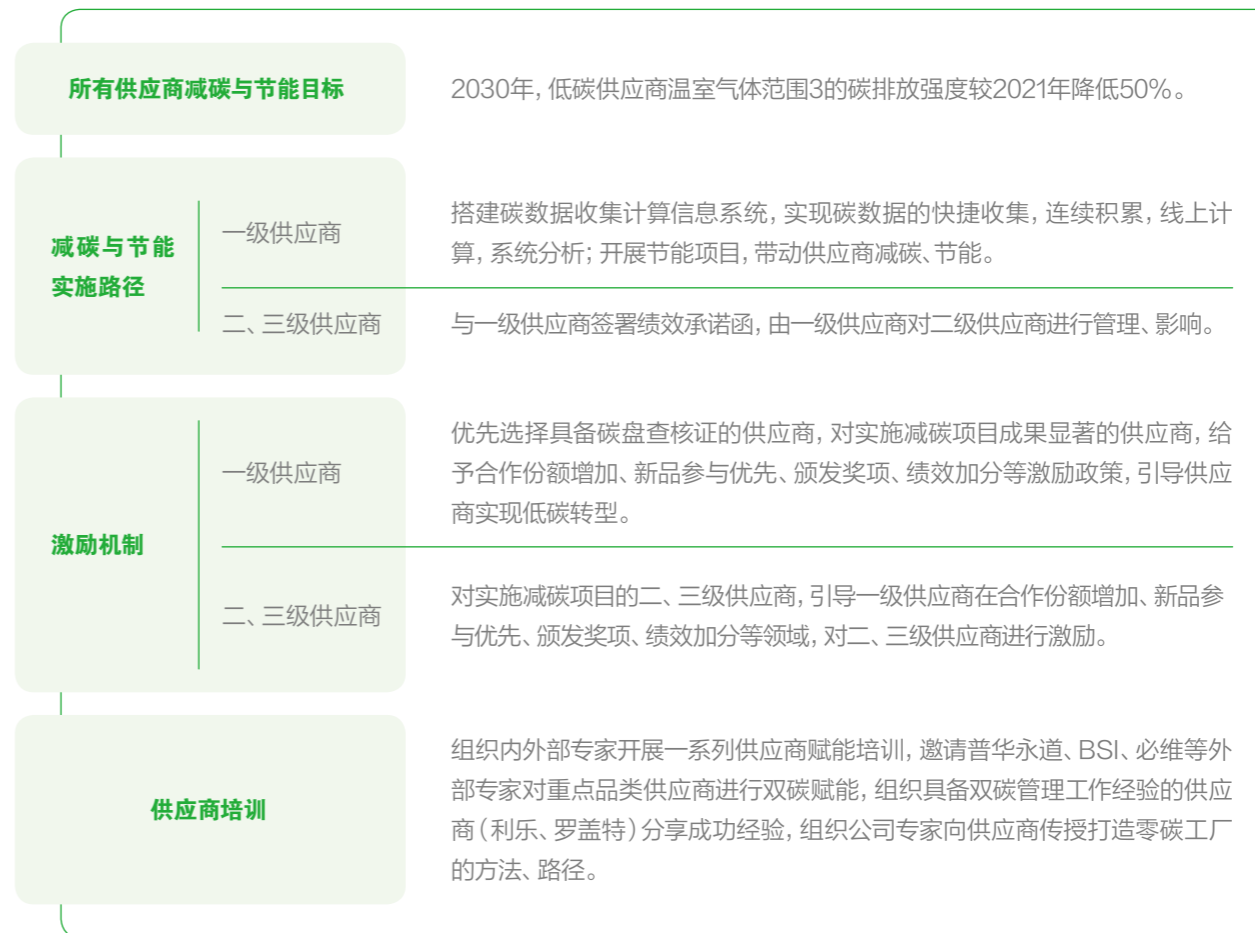 所有供应商减碳与节能目标
2030年，低碳供应商温室气体范围3的碳排放强度较2021年降低50%。
减碳与节能
实施路径
一级供应商
搭建碳数据收集计算信息系统，实现碳数据的快捷收集，连续积累，线上计
算，系统分析；开展节能项目，带动供应商减碳、节能。
二、三级供应商
与一级供应商签署绩效承诺函，由一级供应商对二级供应商进行管理、影响。
激励机制
一级供应商
优先选择具备碳盘查核证的供应商，对实施减碳项目成果显著的供应商，给
予合作份额增加、新品参与优先、颁发奖项、绩效加分等激励政策，引导供应
商实现低碳转型。
二、三级供应商
对实施减碳项目的二、三级供应商，引导一级供应商在合作份额增加、新品参
与优先、颁发奖项、绩效加分等领域，对二、三级供应商进行激励。
供应商培训
组织内外部专家开展一系列供应商赋能培训，邀请普华永道、BSI、必维等外
部专家对重点品类供应商进行双碳赋能，组织具备双碳管理工作经验的供应
商（利乐、罗盖特）分享成功经验，组织公司专家向供应商传授打造零碳工厂
的方法、路径。